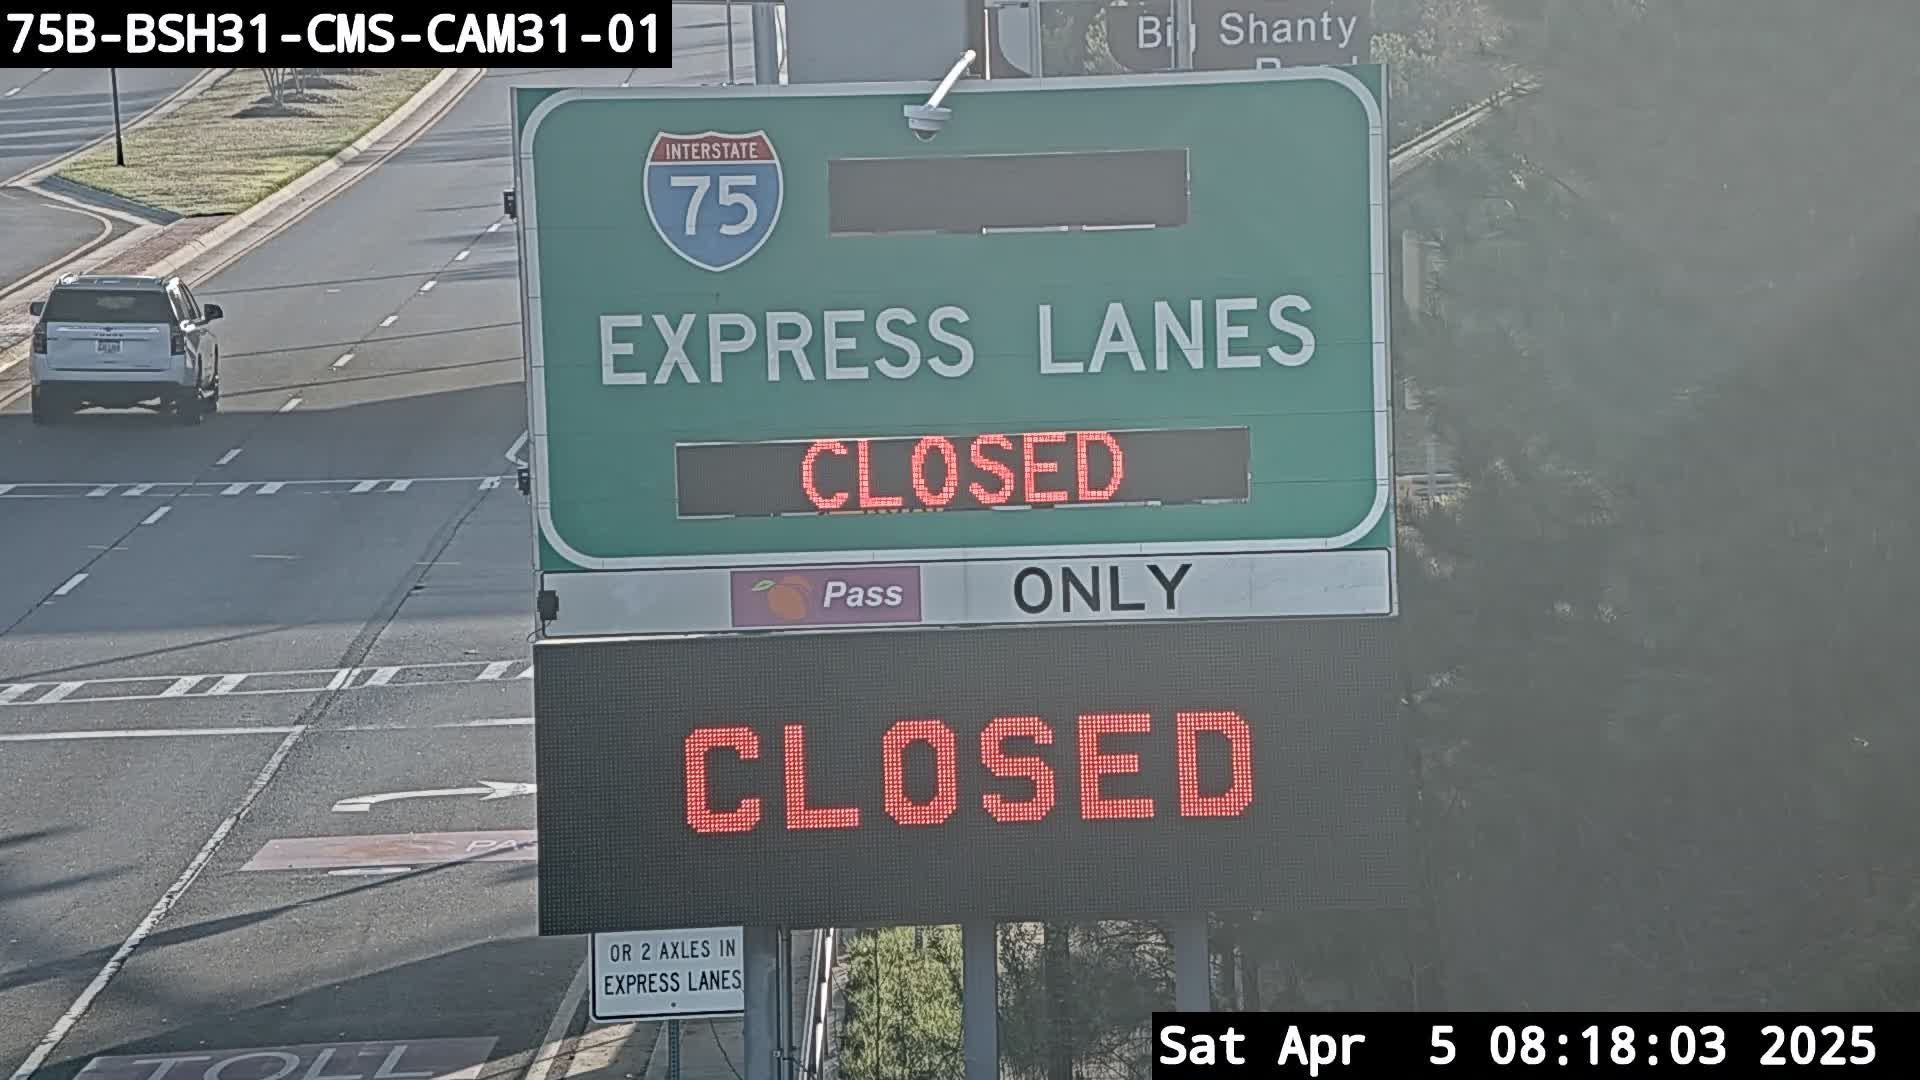 75B-BSH31-CMS-CAM31-01
Big Shanty
INTERSTATE
75
EXPRESS LANES
CLOSED
Pass ONLY
CLOSED
OR 2 AXLES IN
EXPRESS LANES
TOLL
Sat Apr 5 08:18:03 2025